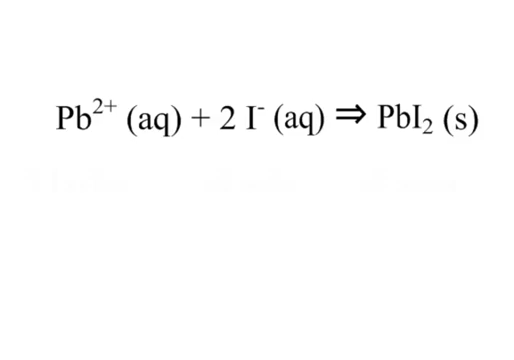 Pb²⁺ (aq) + 2 I⁻ (aq) ⇒ PbI₂ (s)